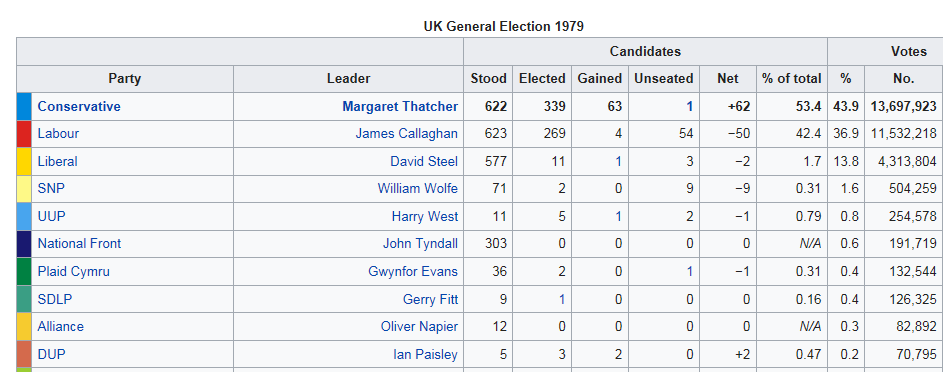 UK General Election 1979
Candidates Votes
Party Leader Stood Elected Gained Unseated Net % of total % No.
Conservative Margaret Thatcher 622 339 63 1 +62 53.4 43.9 13,697,923
Labour James Callaghan 623 269 4 54 −50 42.4 36.9 11,532,218
Liberal David Steel 577 11 1 3 −2 1.7 13.8 4,313,804
SNP William Wolfe 71 2 0 9 −9 0.31 1.6 504,259
UUP Harry West 11 5 1 2 −1 0.79 0.8 254,578
National Front John Tyndall 303 0 0 0 0 N/A 0.6 191,719
Plaid Cymru Gwynfor Evans 36 2 0 1 −1 0.31 0.4 132,544
SDLP Gerry Fitt 9 1 0 0 0 0.16 0.4 126,325
Alliance Oliver Napier 12 0 0 0 0 N/A 0.3 82,892
DUP Ian Paisley 5 3 2 0 +2 0.47 0.2 70,795